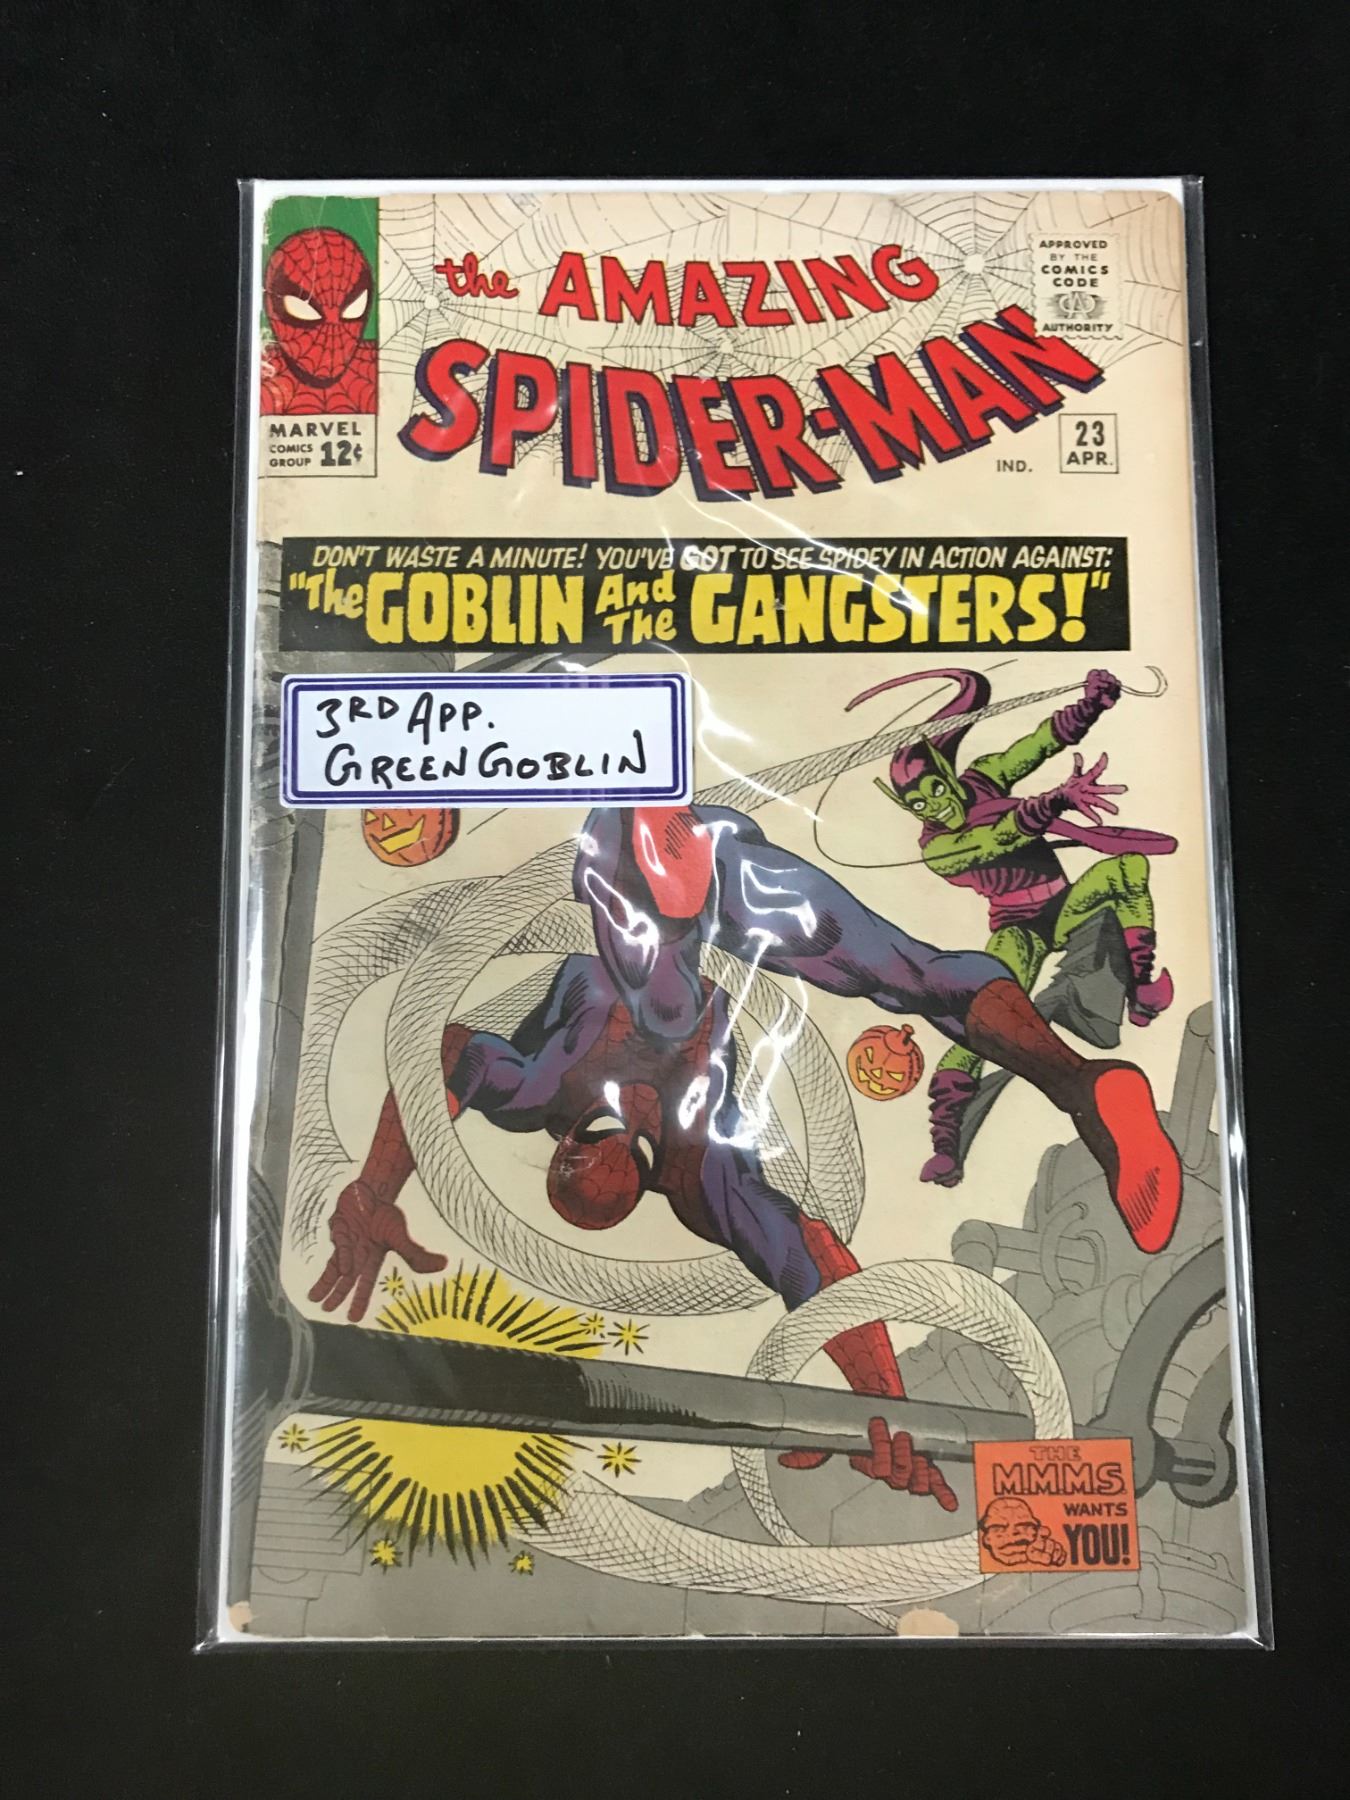 the AMAZING
SPIDER-MAN
APPROVED
BY THE
COMICS
CODE
CA
AUTHORITY
MARVEL
COMICS
GROUP 12¢
IND.
23
APR.
DON'T WASTE A MINUTE! YOU'VE GOT TO SEE SPIDEY IN ACTION AGAINST:
"The GOBLIN And The GANGSTERS!"
3RD APP.
GREEN GOBLIN
THE
M.M.M.S.
WANTS
YOU!